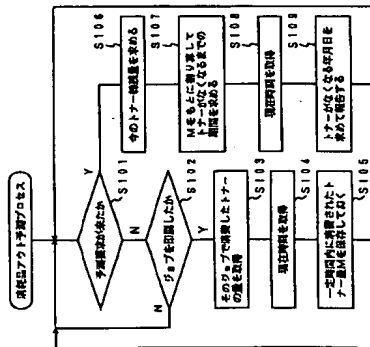 消耗品アウト予測プロセス
予測要求が来たか
S101
Y
N
ジョブを印刷したか
S102
N
Y
そのジョブで消費したトナー
の量を取得
S103
現在時間を取得
S104
一定時間内に消費されたト
ナー量Mを保存しておく
S105
今のトナー残量を求める
S106
Mをもとに割り算して
トナーがなくなるまでの
期間を求める
S107
現在時間を取得
S108
トナーがなくなる年月日を
求めて報告する
S109